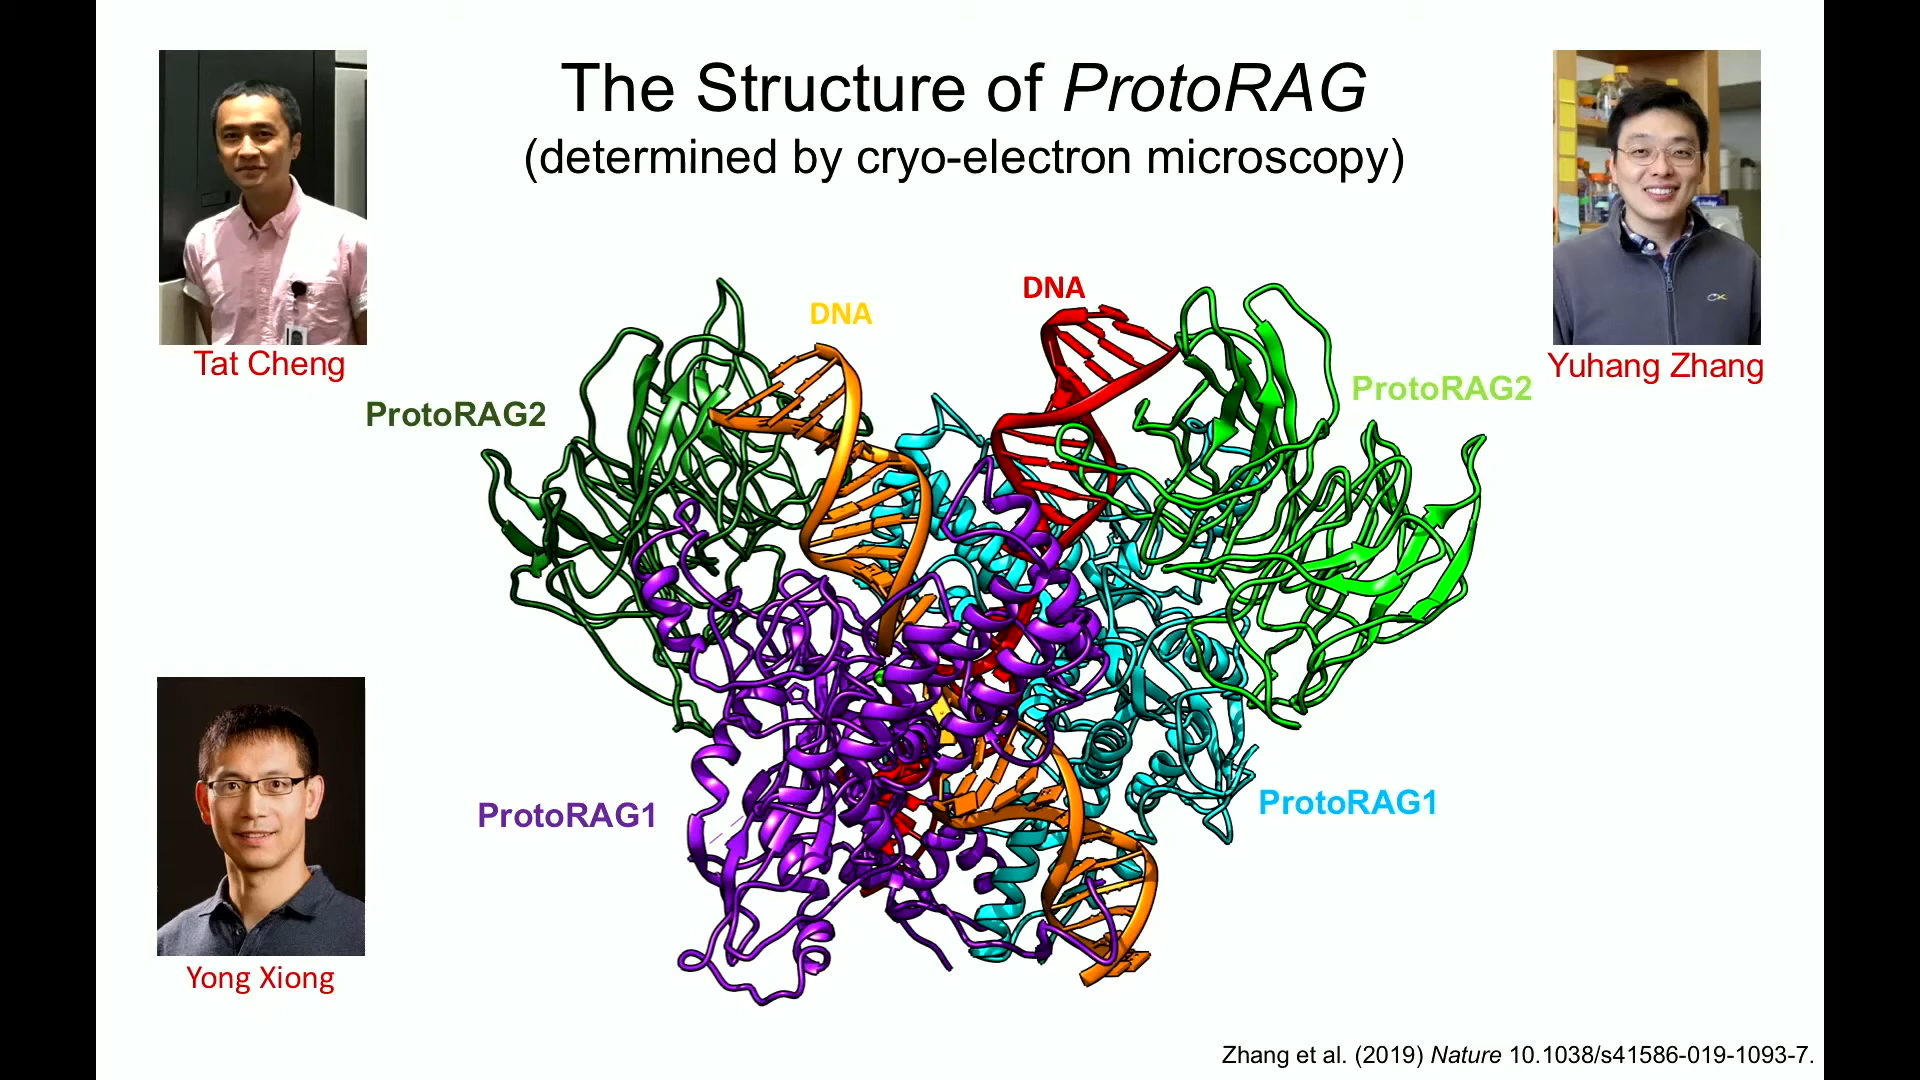 The Structure of ProtoRAG
(determined by cryo-electron microscopy)
Tat Cheng
Yuhang Zhang
DNA
DNA
ProtoRAG2
ProtoRAG2
ProtoRAG1
ProtoRAG1
Yong Xiong
Zhang et al. (2019) Nature 10.1038/s41586-019-1093-7.